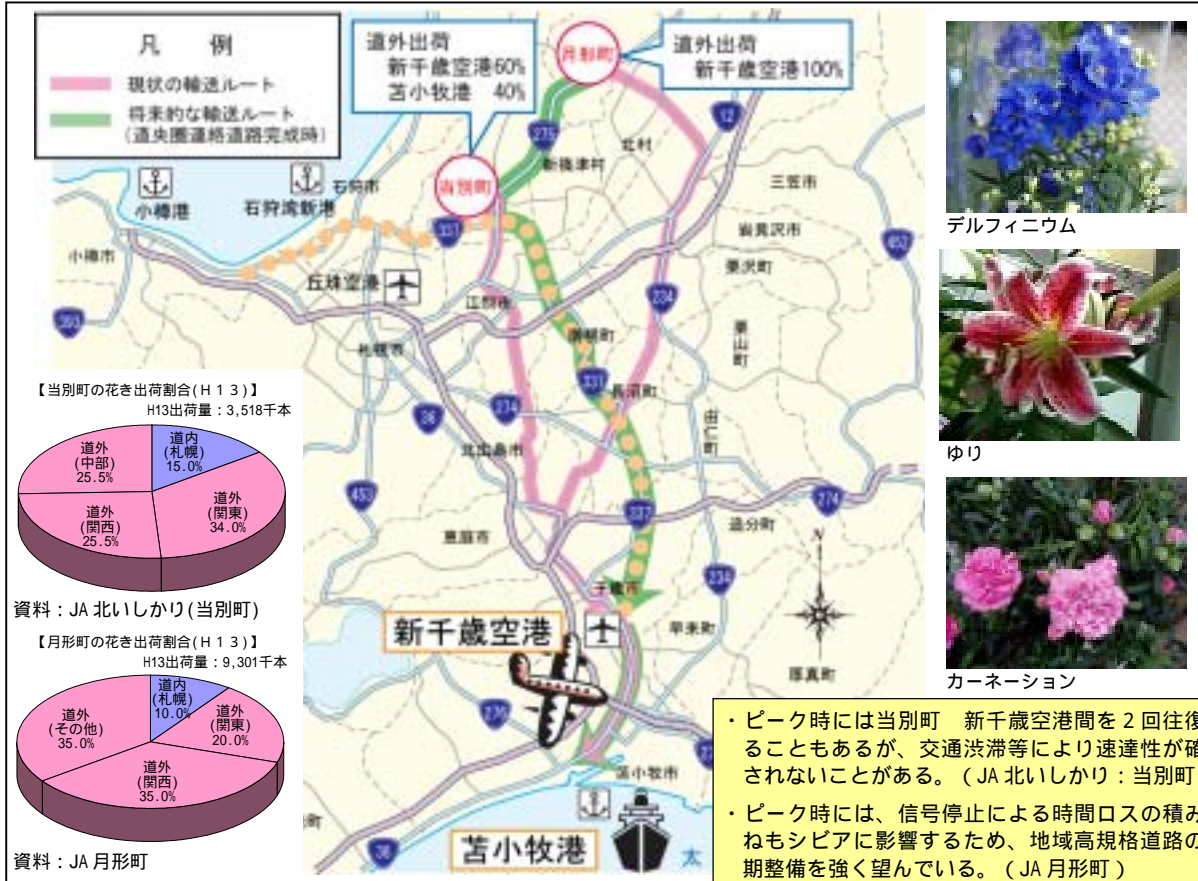 凡　例
現状の輸送ルート
将来的な輸送ルート
(道央圏連絡道路完成時)
道外出荷
新千歳空港60%
苫小牧港　40%
月形町
道外出荷
新千歳空港100%
275
12
北村
新篠津村
当別町
三笠市
石狩市
小樽港
石狩湾新港
337
岩見沢市
452
小樽市
栗沢町
丘珠空港
江別市
234
393
札幌市
南幌町
栗山町
337
長沼町
36
274
由仁町
北広島市
453
274
337
追分町
恵庭市
N
234
千歳市
新千歳空港
早来町
厚真町
276
苫小牧市
36
苫小牧港
太
【当別町の花き出荷割合(H13)】
H13出荷量：3,518千本
道内
(札幌)
15.0%
道外
(中部)
25.5%
道外
(関西)
25.5%
道外
(関東)
34.0%
資料：JA北いしかり(当別町)
【月形町の花き出荷割合(H13)】
H13出荷量：9,301千本
道内
(札幌)
10.0%
道外
(関東)
20.0%
道外
(その他)
35.0%
道外
(関西)
35.0%
資料：JA月形町
デルフィニウム
ゆり
カーネーション
・ピーク時には当別町　新千歳空港間を2回往復
ることもあるが、交通渋滞等により速達性が確
されないことがある。（JA北いしかり：当別町
・ピーク時には、信号停止による時間ロスの積み
ねもシビアに影響するため、地域高規格道路の
期整備を強く望んでいる。（JA月形町）